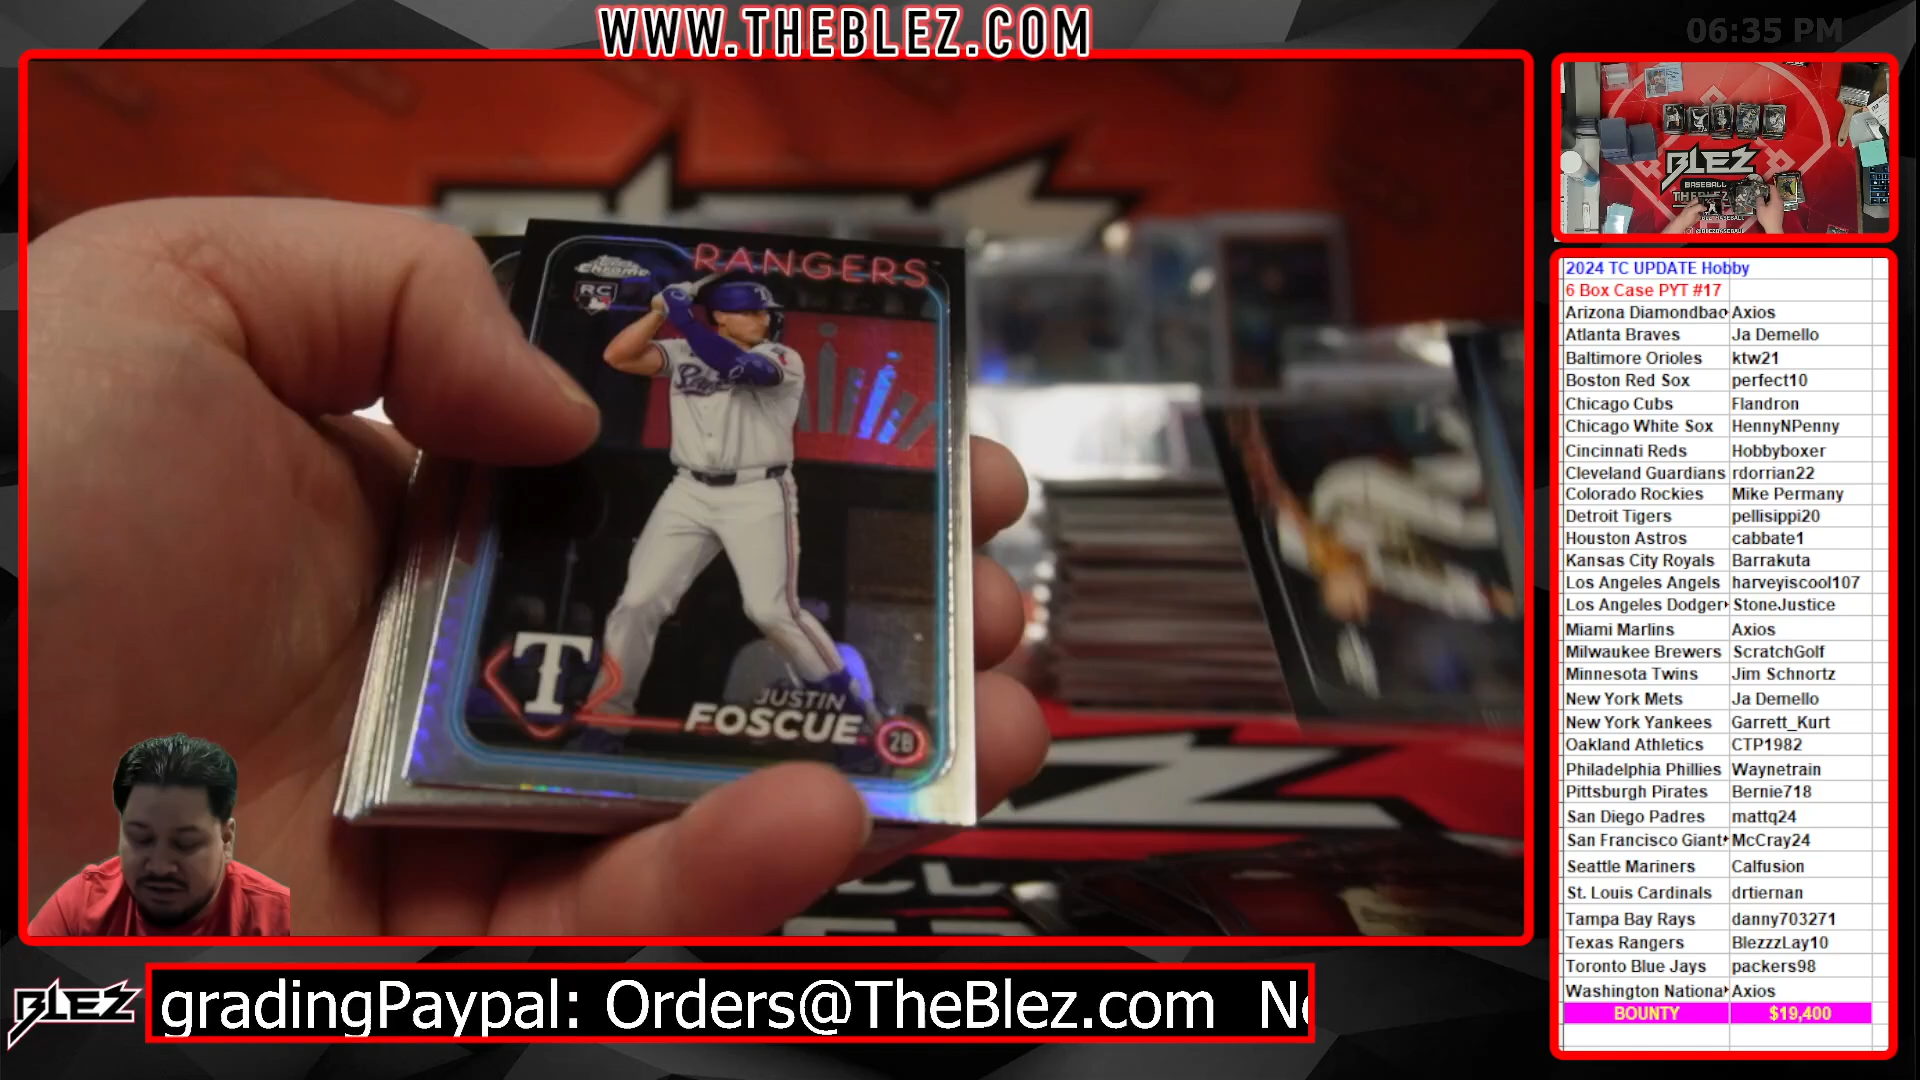 WWW.THEBLEZ.COM
06:35 PM
RANGERS
Topps Chrome
RC
T
JUSTIN
FOSCUE
2B
BLEZ
BASEBALL
2024 TC UPDATE Hobby
6 Box Case PYT #17
Arizona Diamondbac Axios
Atlanta Braves Ja Demello
Baltimore Orioles ktw21
Boston Red Sox perfect10
Chicago Cubs Flandron
Chicago White Sox HennyNPenny
Cincinnati Reds Hobbyboxer
Cleveland Guardians rdorrian22
Colorado Rockies Mike Permany
Detroit Tigers pellisippi20
Houston Astros cabbate1
Kansas City Royals Barrakuta
Los Angeles Angels harveyiscool107
Los Angeles Dodger StoneJustice
Miami Marlins Axios
Milwaukee Brewers ScratchGolf
Minnesota Twins Jim Schnortz
New York Mets Ja Demello
New York Yankees Garrett_Kurt
Oakland Athletics CTP1982
Philadelphia Phillies Waynetrain
Pittsburgh Pirates Bernie718
San Diego Padres mattq24
San Francisco Giant McCray24
Seattle Mariners Calfusion
St. Louis Cardinals drtiernan
Tampa Bay Rays danny703271
Texas Rangers BlezzzLay10
Toronto Blue Jays packers98
Washington Nationa Axios
BOUNTY $19,400
BLEZ
gradingPaypal: Orders@TheBlez.com